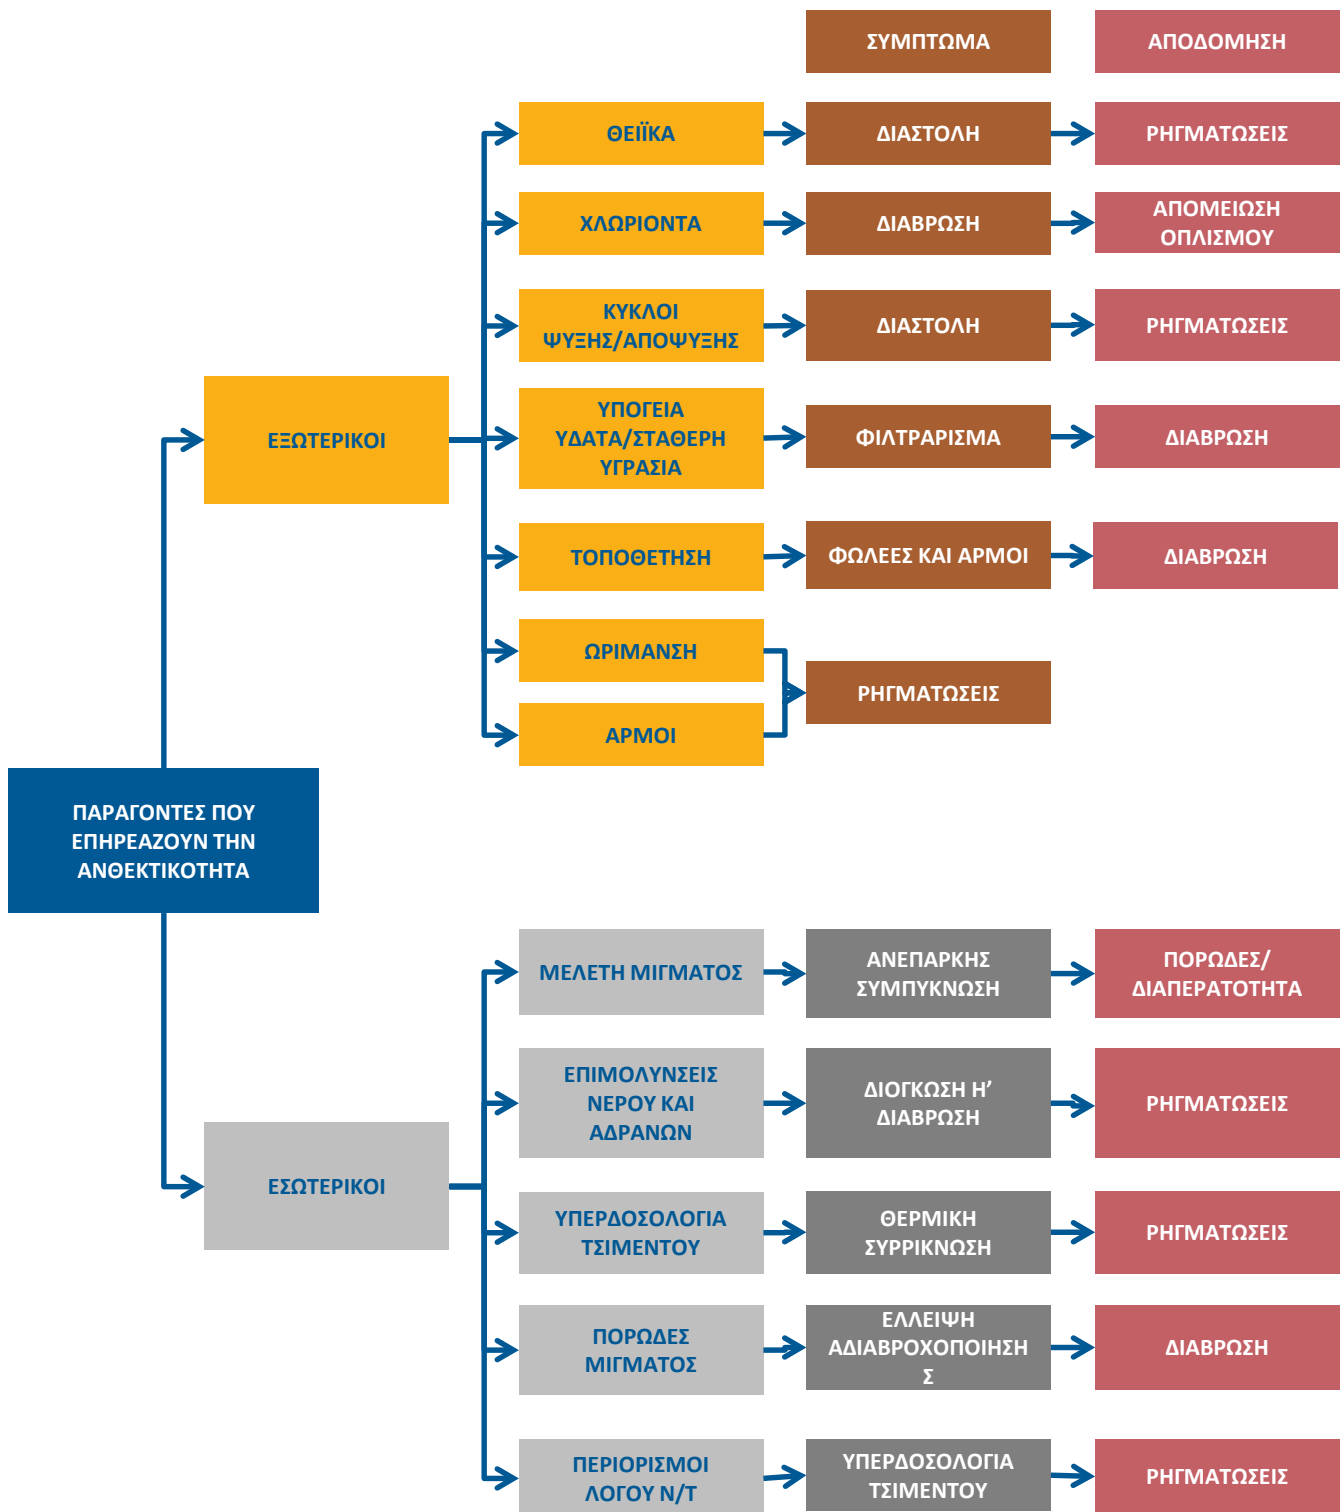 ΣΥΜΠΤΩΜΑ
ΑΠΟΔΟΜΗΣΗ
ΘΕΙΪΚΑ
ΔΙΑΣΤΟΛΗ
ΡΗΓΜΑΤΩΣΕΙΣ
ΧΛΩΡΙΟΝΤΑ
ΔΙΑΒΡΩΣΗ
ΑΠΟΜΕΙΩΣΗ
ΟΠΛΙΣΜΟΥ
ΚΥΚΛΟΙ
ΨΥΞΗΣ/ΑΠΟΨΥΞΗΣ
ΔΙΑΣΤΟΛΗ
ΡΗΓΜΑΤΩΣΕΙΣ
ΕΞΩΤΕΡΙΚΟΙ
ΥΠΟΓΕΙΑ
ΥΔΑΤΑ/ΣΤΑΘΕΡΗ
ΥΓΡΑΣΙΑ
ΦΙΛΤΡΑΡΙΣΜΑ
ΔΙΑΒΡΩΣΗ
ΤΟΠΟΘΕΤΗΣΗ
ΦΩΛΕΕΣ ΚΑΙ ΑΡΜΟΙ
ΔΙΑΒΡΩΣΗ
ΩΡΙΜΑΝΣΗ
ΡΗΓΜΑΤΩΣΕΙΣ
ΑΡΜΟΙ
ΠΑΡΑΓΟΝΤΕΣ ΠΟΥ
ΕΠΗΡΕΑΖΟΥΝ ΤΗΝ
ΑΝΘΕΚΤΙΚΟΤΗΤΑ
ΜΕΛΕΤΗ ΜΙΓΜΑΤΟΣ
ΑΝΕΠΑΡΚΗΣ
ΣΥΜΠΥΚΝΩΣΗ
ΠΟΡΩΔΕΣ/
ΔΙΑΠΕΡΑΤΟΤΗΤΑ
ΕΠΙΜΟΛΥΝΣΕΙΣ
ΝΕΡΟΥ ΚΑΙ
ΑΔΡΑΝΩΝ
ΔΙΟΓΚΩΣΗ Η’
ΔΙΑΒΡΩΣΗ
ΡΗΓΜΑΤΩΣΕΙΣ
ΕΣΩΤΕΡΙΚΟΙ
ΥΠΕΡΔΟΣΟΛΟΓΙΑ
ΤΣΙΜΕΝΤΟΥ
ΘΕΡΜΙΚΗ
ΣΥΡΡΙΚΝΩΣΗ
ΡΗΓΜΑΤΩΣΕΙΣ
ΠΟΡΩΔΕΣ
ΜΙΓΜΑΤΟΣ
ΕΛΛΕΙΨΗ
ΑΔΙΑΒΡΟΧΟΠΟΙΗΣΗ
Σ
ΔΙΑΒΡΩΣΗ
ΠΕΡΙΟΡΙΣΜΟΙ
ΛΟΓΟΥ Ν/Τ
ΥΠΕΡΔΟΣΟΛΟΓΙΑ
ΤΣΙΜΕΝΤΟΥ
ΡΗΓΜΑΤΩΣΕΙΣ